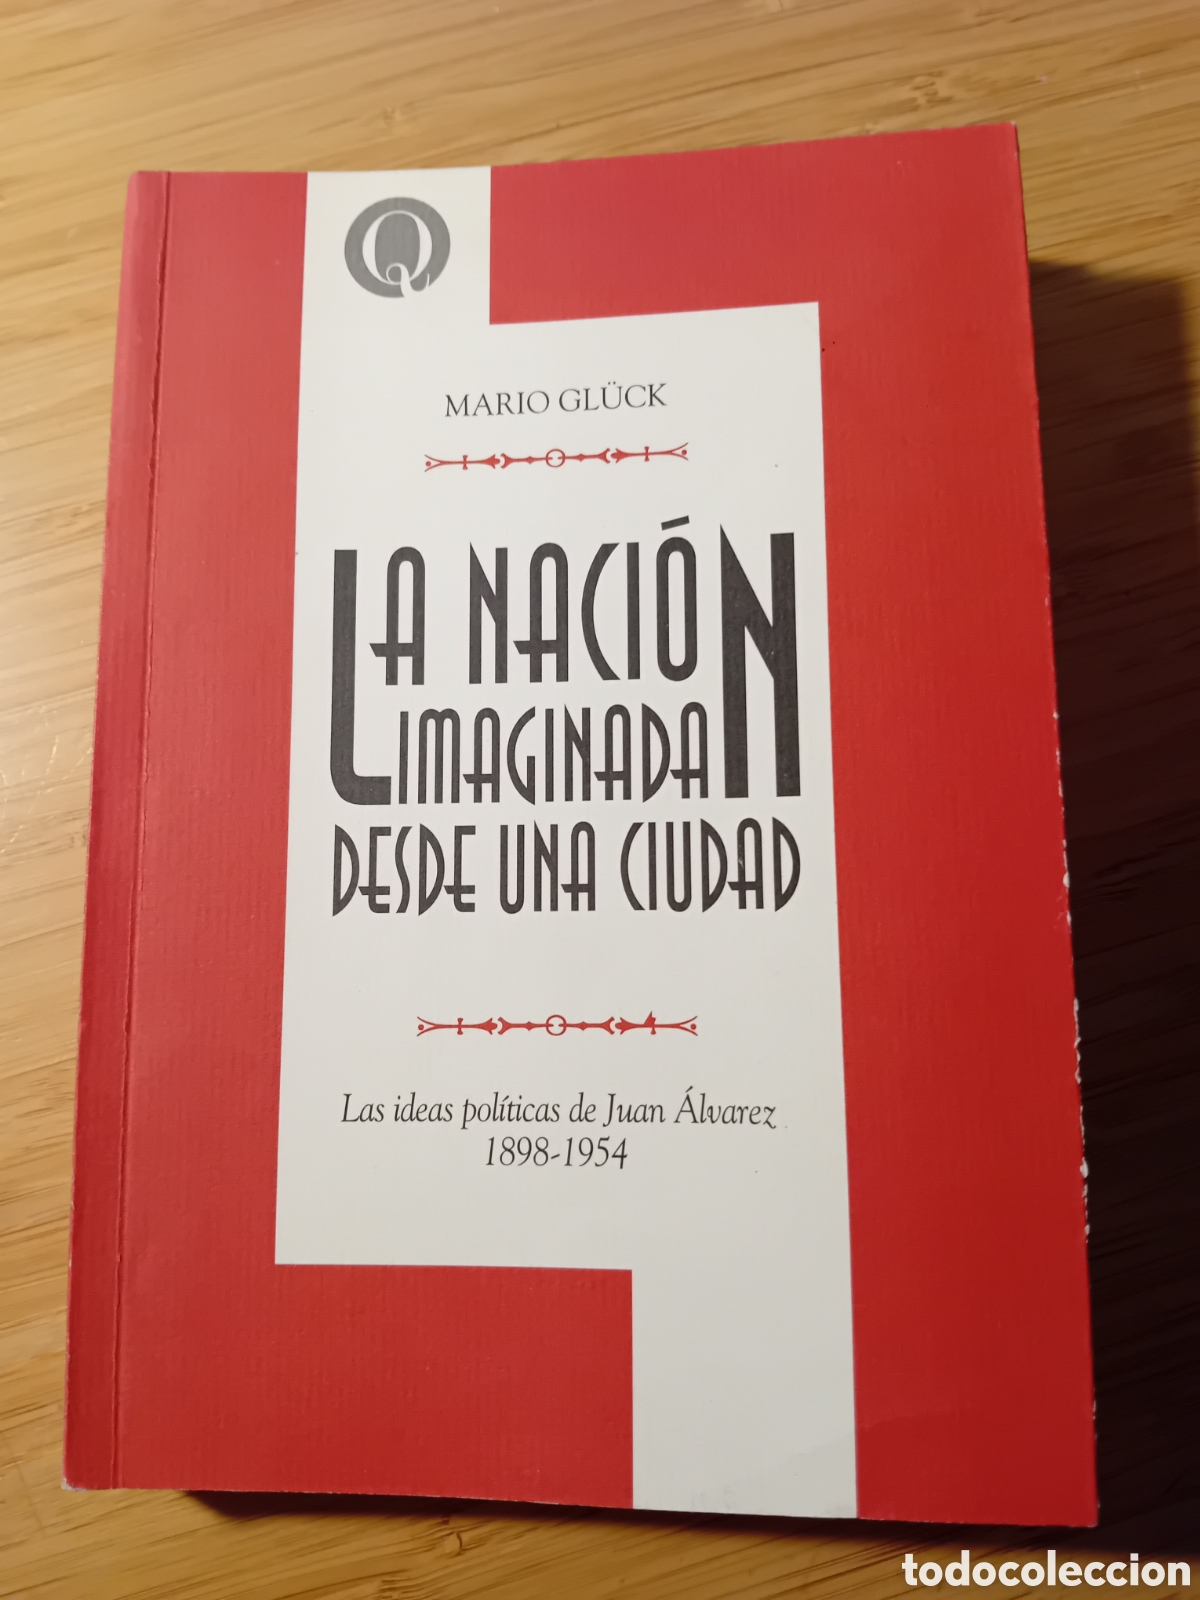 Q
MARIO GLÜCK
LA NACIÓN
IMAGINADA
DESDE UNA CIUDAD
Las ideas políticas de Juan Álvarez
1898-1954
todocoleccion